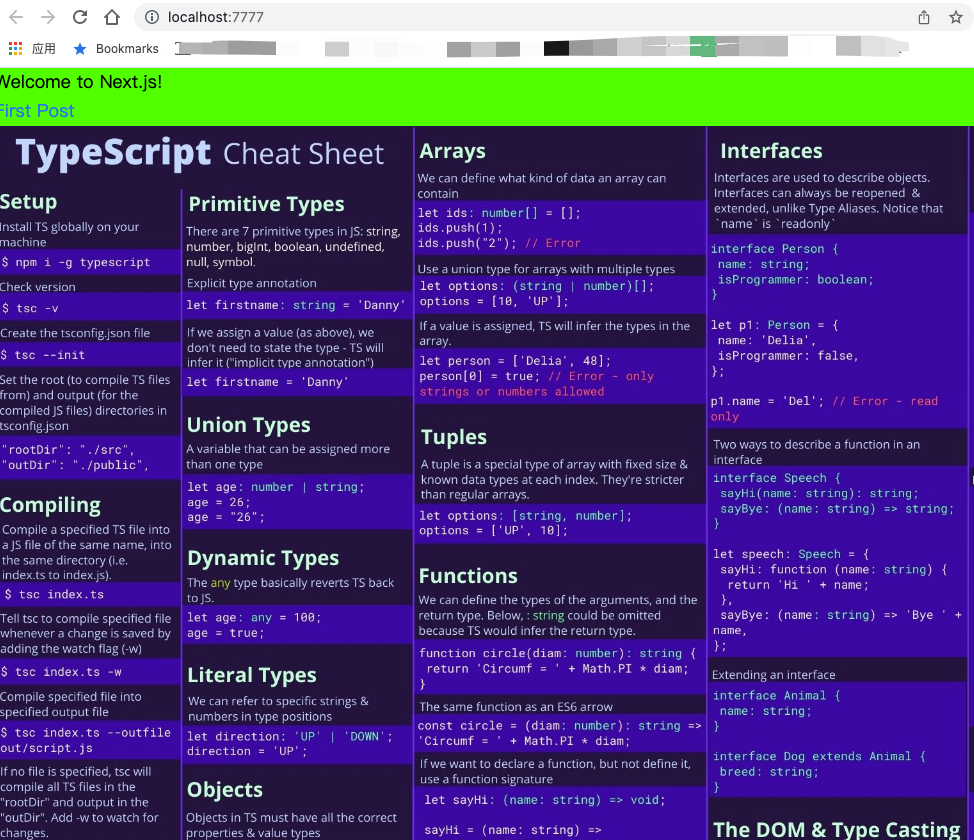 localhost:7777
应用
Bookmarks
Welcome to Next.js!
First Post
TypeScript Cheat Sheet
Setup
Install TS globally on your
machine
$ npm i -g typescript
Check version
$ tsc -v
Create the tsconfig.json file
$ tsc --init
Set the root (to compile TS files
from) and output (for the
compiled JS files) directories in
tsconfig.json
"rootDir": "./src",
"outDir": "./public",
Compiling
Compile a specified TS file into
a JS file of the same name, into
the same directory (i.e.
index.ts to index.js).
$ tsc index.ts
Tell tsc to compile specified file
whenever a change is saved by
adding the watch flag (-w)
$ tsc index.ts -w
Compile specified file into
specified output file
$ tsc index.ts --outfile
out/script.js
If no file is specified, tsc will
compile all TS files in the
"rootDir" and output in the
"outDir". Add -w to watch for
changes.
Primitive Types
There are 7 primitive types in JS: string,
number, bigInt, boolean, undefined,
null, symbol.
Explicit type annotation
let firstname: string = 'Danny'
If we assign a value (as above), we
don't need to state the type - TS will
infer it ("implicit type annotation")
let firstname = 'Danny'
Union Types
A variable that can be assigned more
than one type
let age: number | string;
age = 26;
age = "26";
Dynamic Types
The any type basically reverts TS back
to JS.
let age: any = 100;
age = true;
Literal Types
We can refer to specific strings &
numbers in type positions
let direction: 'UP' | 'DOWN';
direction = 'UP';
Objects
Objects in TS must have all the correct
properties & value types
Arrays
We can define what kind of data an array can
contain
let ids: number[] = [];
ids.push(1);
ids.push("2"); // Error
Use a union type for arrays with multiple types
let options: (string | number)[];
options = [10, 'UP'];
If a value is assigned, TS will infer the types in the
array.
let person = ['Delia', 48];
person[0] = true; // Error - only
strings or numbers allowed
Tuples
A tuple is a special type of array with fixed size &
known data types at each index. They're stricter
than regular arrays.
let options: [string, number];
options = ['UP', 10];
Functions
We can define the types of the arguments, and the
return type. Below, : string could be omitted
because TS would infer the return type.
function circle(diam: number): string {
return 'Circumf = ' + Math.PI * diam;
}
The same function as an ES6 arrow
const circle = (diam: number): string =>
'Circumf = ' + Math.PI * diam;
If we want to declare a function, but not define it,
use a function signature
let sayHi: (name: string) => void;
sayHi = (name: string) =>
Interfaces
Interfaces are used to describe objects.
Interfaces can always be reopened &
extended, unlike Type Aliases. Notice that
`name` is `readonly`
interface Person {
name: string;
isProgrammer: boolean;
}
let p1: Person = {
name: 'Delia',
isProgrammer: false,
};
p1.name = 'Del'; // Error - read
only
Two ways to describe a function in an
interface
interface Speech {
sayHi(name: string): string;
sayBye: (name: string) => string;
}
let speech: Speech = {
sayHi: function (name: string) {
return 'Hi ' + name;
},
sayBye: (name: string) => 'Bye ' +
name,
};
Extending an interface
interface Animal {
name: string;
}
interface Dog extends Animal {
breed: string;
}
The DOM & Type Casting